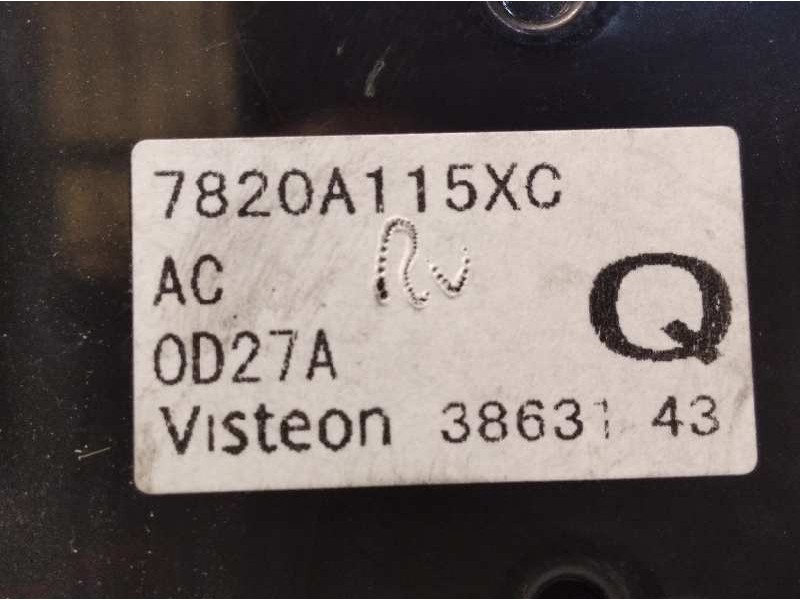 7820A115XC
AC
Q
0D27A
Visteon 38631 43